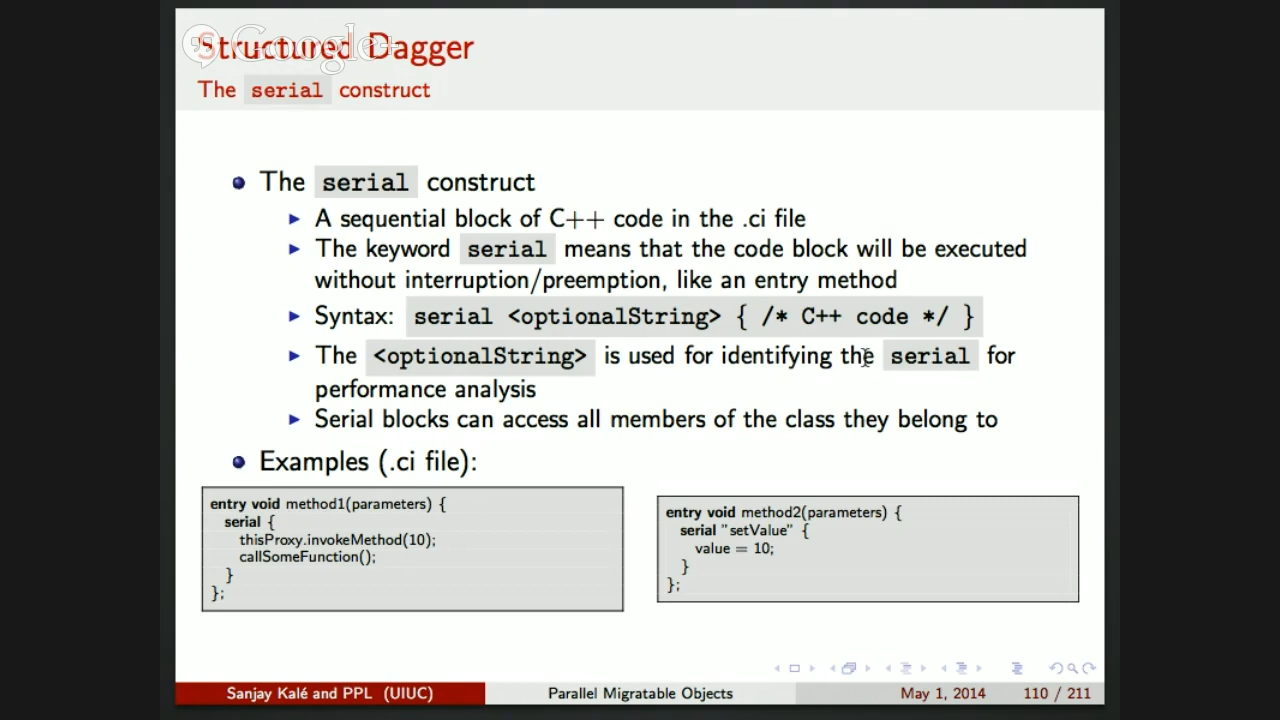 Structured Dagger
Google+
The serial construct
The serial construct
A sequential block of C++ code in the .ci file
The keyword serial means that the code block will be executed
without interruption/preemption, like an entry method
Syntax: serial <optionalString> { /* C++ code */ }
The <optionalString> is used for identifying the serial for
performance analysis
Serial blocks can access all members of the class they belong to
Examples (.ci file):
entry void method1(parameters) {
serial {
thisProxy.invokeMethod(10);
callSomeFunction();
}
};
entry void method2(parameters) {
serial "setValue" {
value = 10;
}
};
Sanjay Kalé and PPL (UIUC)
Parallel Migratable Objects
May 1, 2014
110 / 211